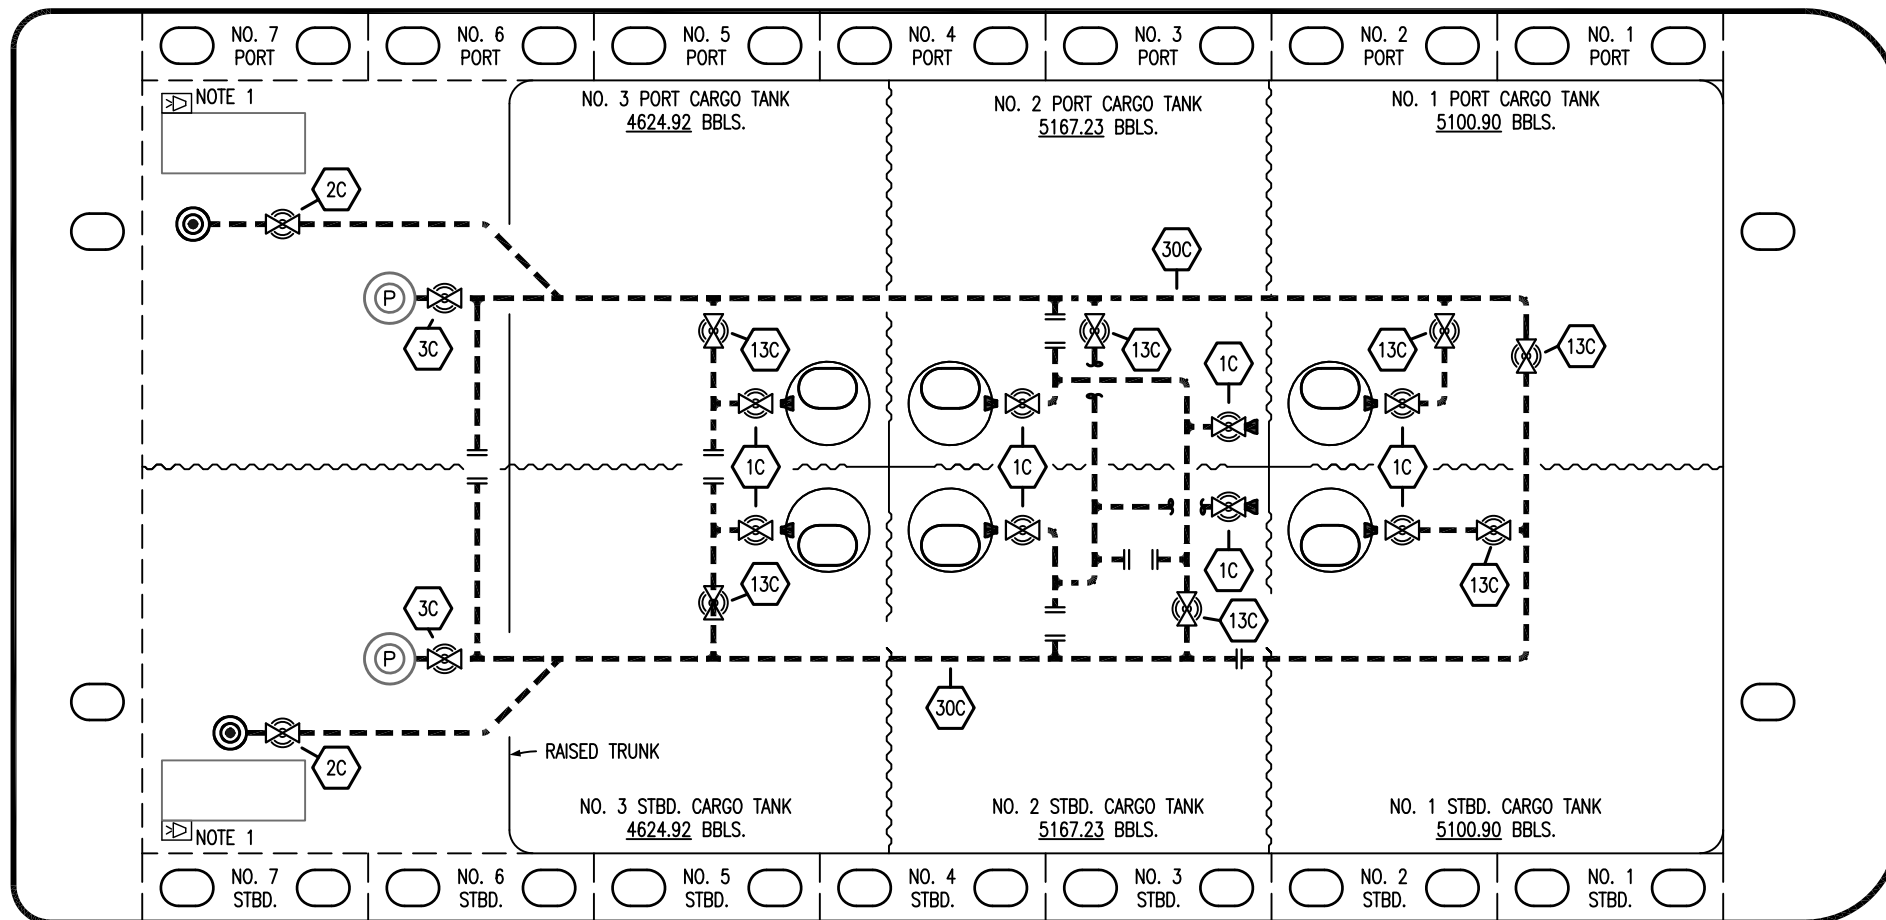 NO. 7
PORT
NO. 6
PORT
NO. 5
PORT
NO. 4
PORT
NO. 3
PORT
NO. 2
PORT
NO. 1
PORT
NOTE 1
NO. 3 PORT CARGO TANK
4624.92 BBLS.
NO. 2 PORT CARGO TANK
5167.23 BBLS.
NO. 1 PORT CARGO TANK
5100.90 BBLS.
2C
30C
P
3C
13C
13C
1C
13C
13C
1C
1C
1C
1C
13C
13C
3C
13C
P
30C
RAISED TRUNK
2C
NO. 3 STBD. CARGO TANK
4624.92 BBLS.
NO. 2 STBD. CARGO TANK
5167.23 BBLS.
NO. 1 STBD. CARGO TANK
5100.90 BBLS.
NOTE 1
NO. 7
STBD.
NO. 6
STBD.
NO. 5
STBD.
NO. 4
STBD.
NO. 3
STBD.
NO. 2
STBD.
NO. 1
STBD.